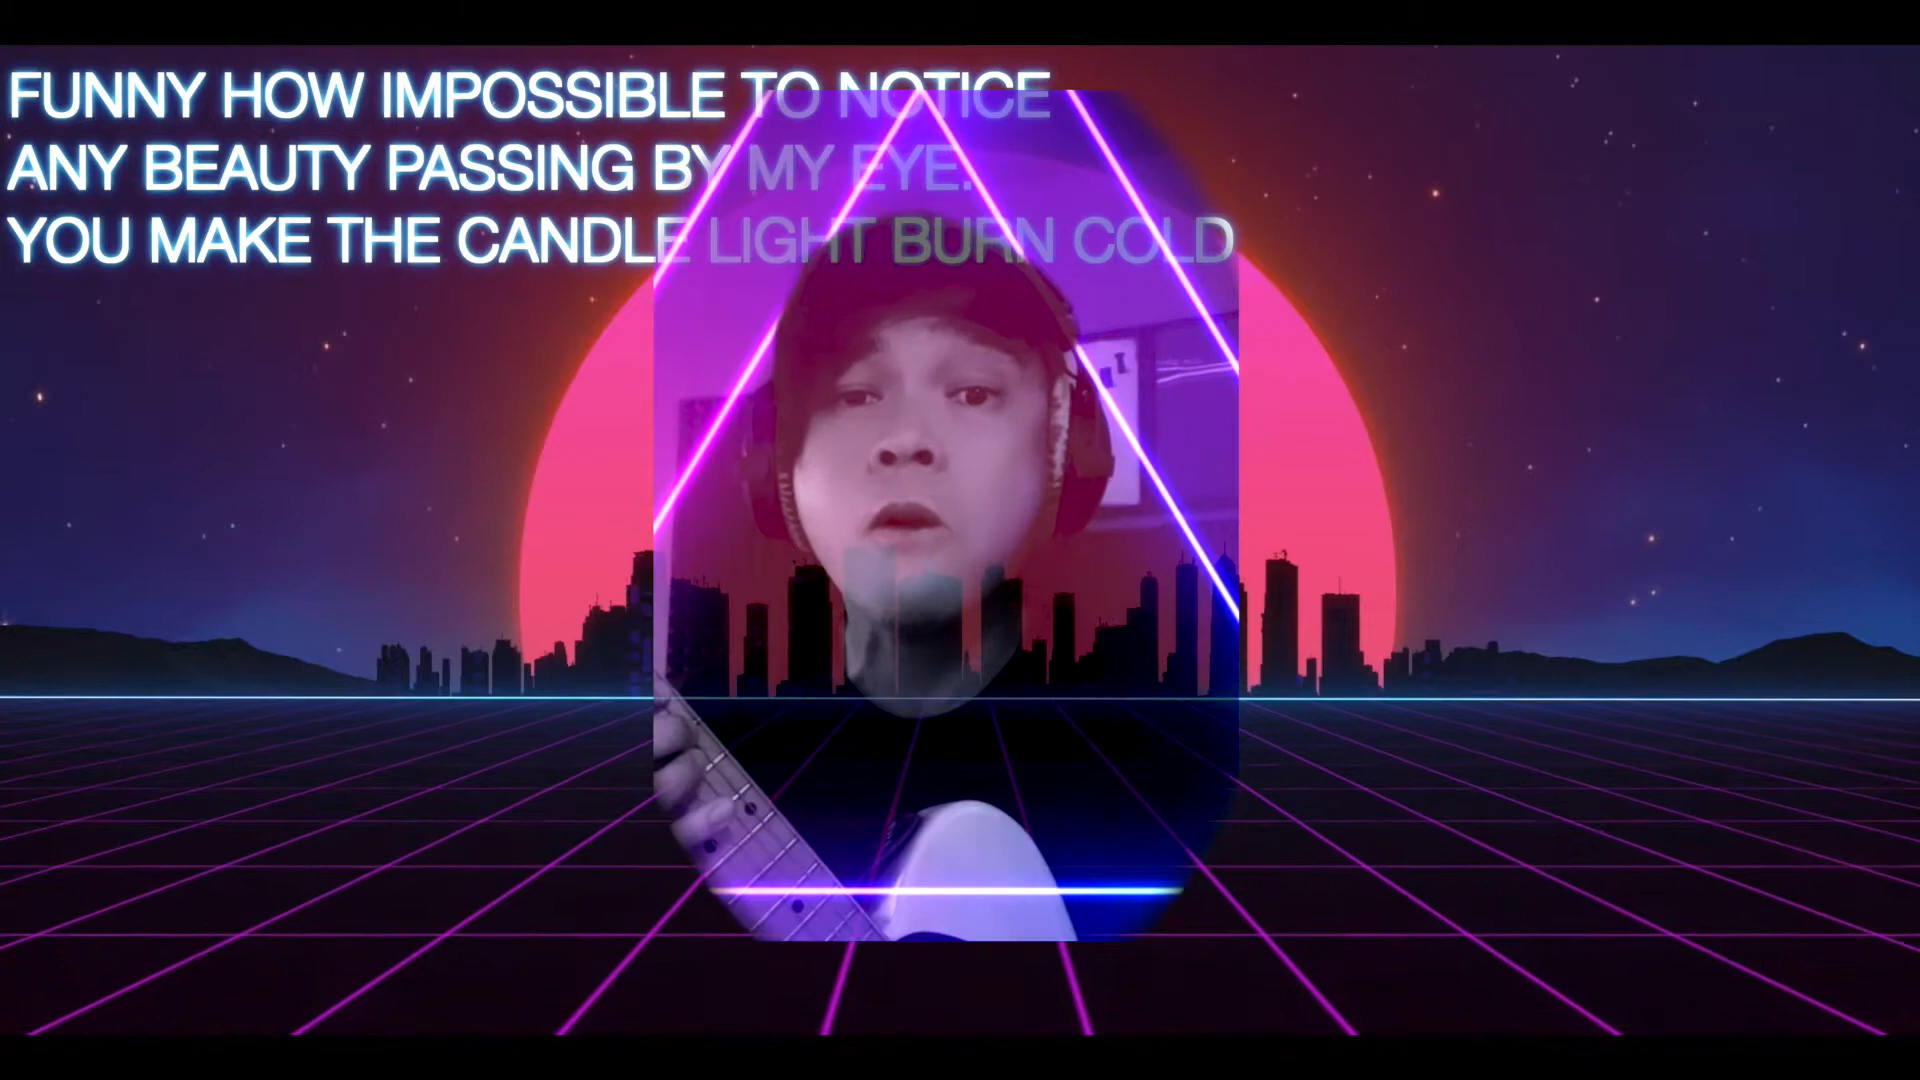 FUNNY HOW IMPOSSIBLE TO NOTICE
ANY BEAUTY PASSING BY MY EYE.
YOU MAKE THE CANDLE LIGHT BURN COLD